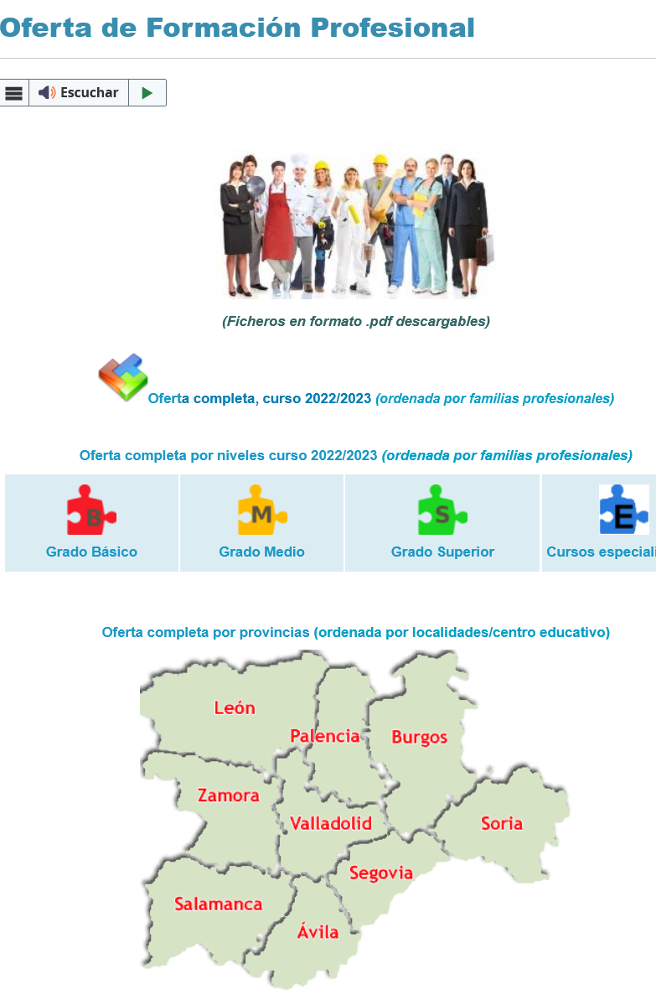 Oferta de Formación Profesional
Escuchar
(Ficheros en formato .pdf descargables)
Oferta completa, curso 2022/2023 (ordenada por familias profesionales)
Oferta completa por niveles curso 2022/2023 (ordenada por familias profesionales)
B M S E
Grado Básico Grado Medio Grado Superior Cursos especiali
Oferta completa por provincias (ordenada por localidades/centro educativo)
León
Palencia Burgos
Zamora
Valladolid Soria
Segovia
Salamanca
Ávila